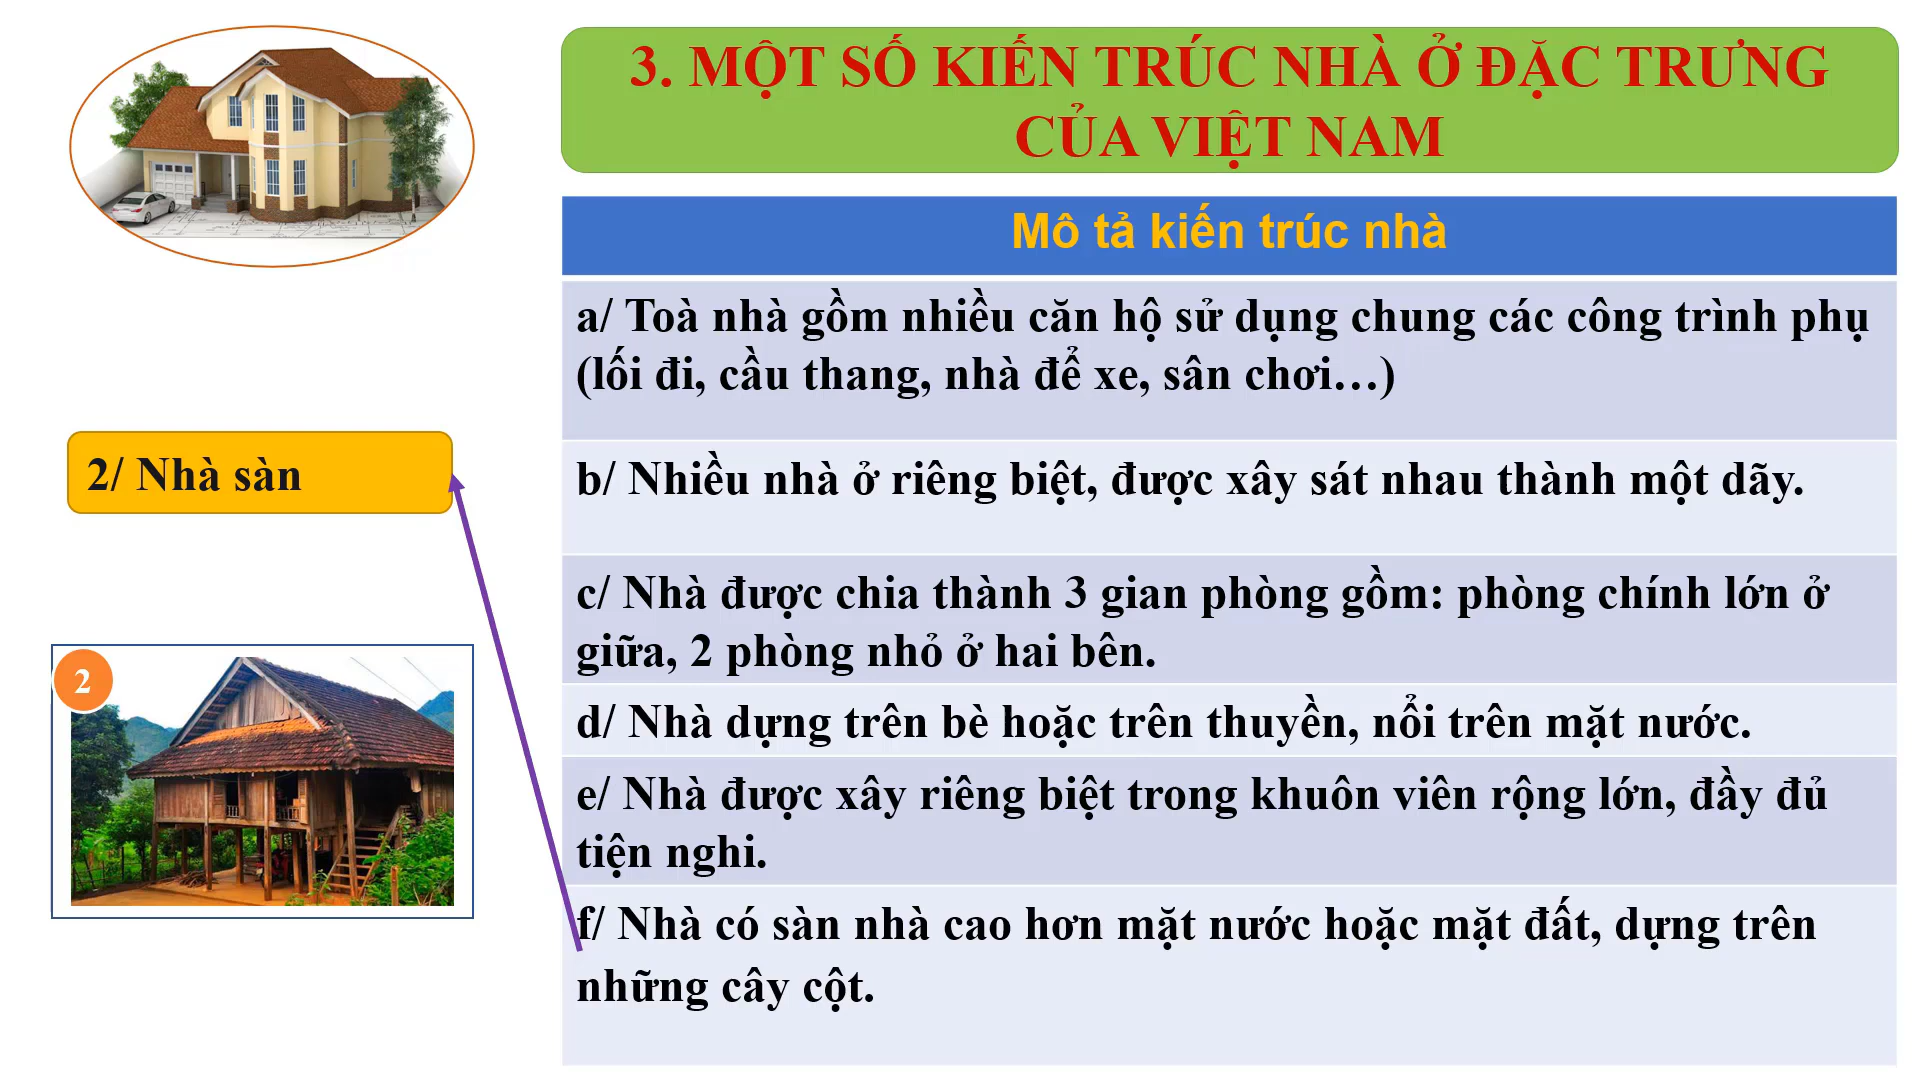 3. MỘT SỐ KIẾN TRÚC NHÀ Ở ĐẶC TRƯNG
CỦA VIỆT NAM
Mô tả kiến trúc nhà
a/ Toà nhà gồm nhiều căn hộ sử dụng chung các công trình phụ
(lối đi, cầu thang, nhà để xe, sân chơi…)
2/ Nhà sàn
b/ Nhiều nhà ở riêng biệt, được xây sát nhau thành một dãy.
c/ Nhà được chia thành 3 gian phòng gồm: phòng chính lớn ở
giữa, 2 phòng nhỏ ở hai bên.
2
d/ Nhà dựng trên bè hoặc trên thuyền, nổi trên mặt nước.
e/ Nhà được xây riêng biệt trong khuôn viên rộng lớn, đầy đủ
tiện nghi.
f/ Nhà có sàn nhà cao hơn mặt nước hoặc mặt đất, dựng trên
những cây cột.